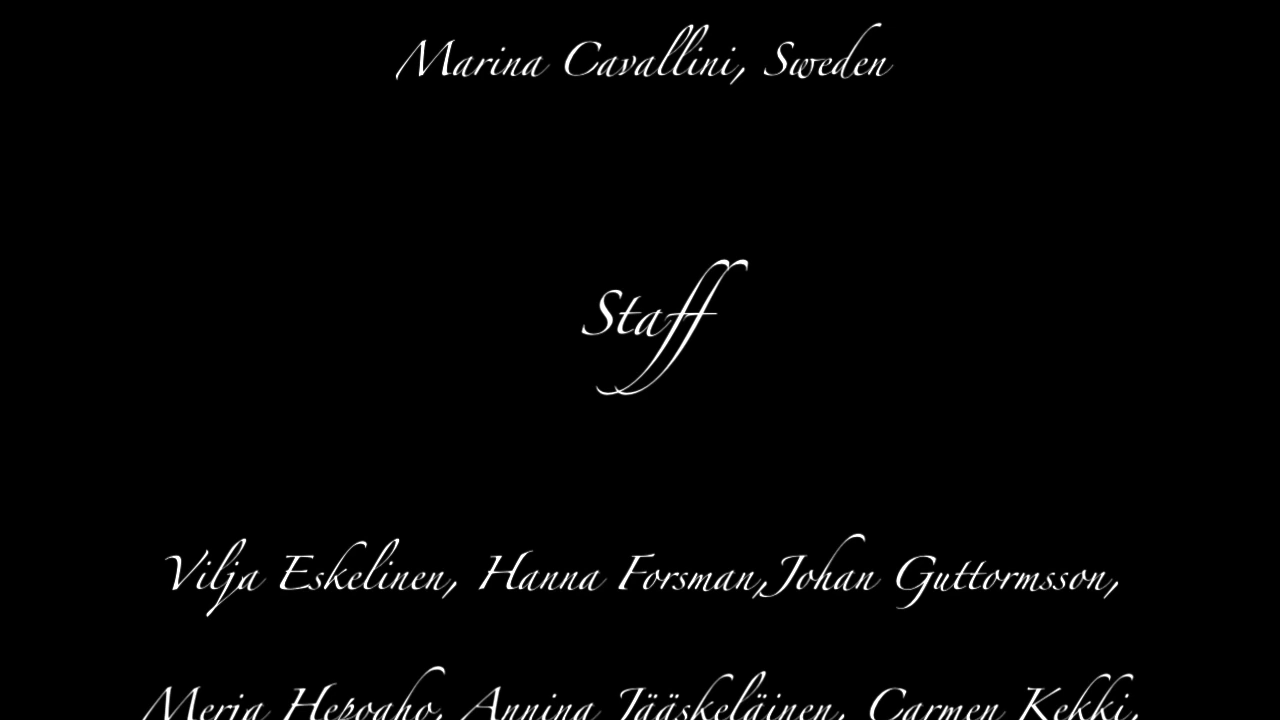 Marina Cavallini, Sweden
Staff
Vilja Eskelinen, Hanna Forsman,Johan Guttormsson,
Merja Hepoaho, Annina Jääskeläinen, Carmen Kekki,